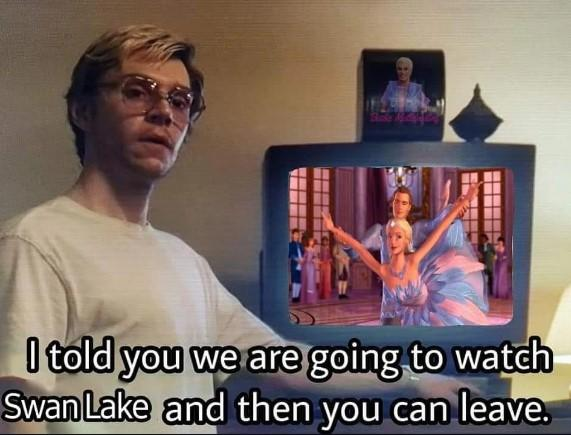 I told you we are going to watch
Swan Lake and then you can leave.